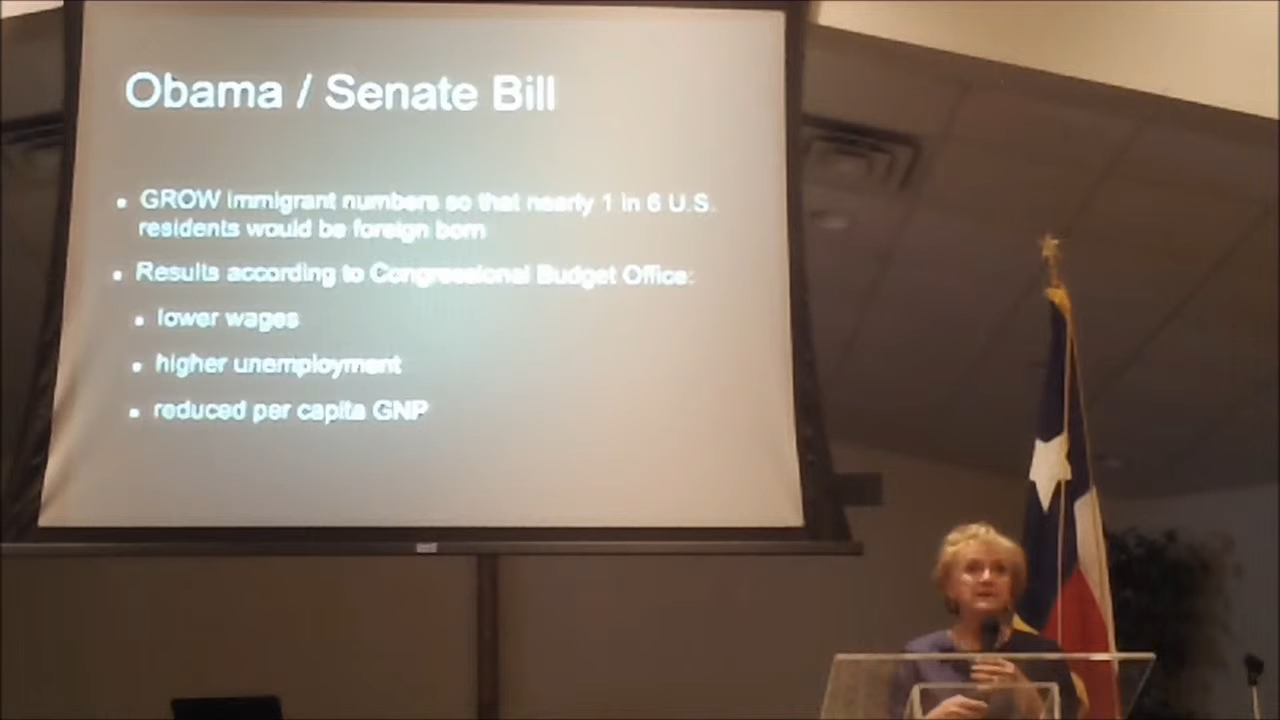 Obama / Senate Bill
• GROW immigrant numbers so that nearly 1 in 6 U.S.
residents would be foreign born
• Results according to Congressional Budget Office:
• lower wages
• higher unemployment
• reduced per capita GNP